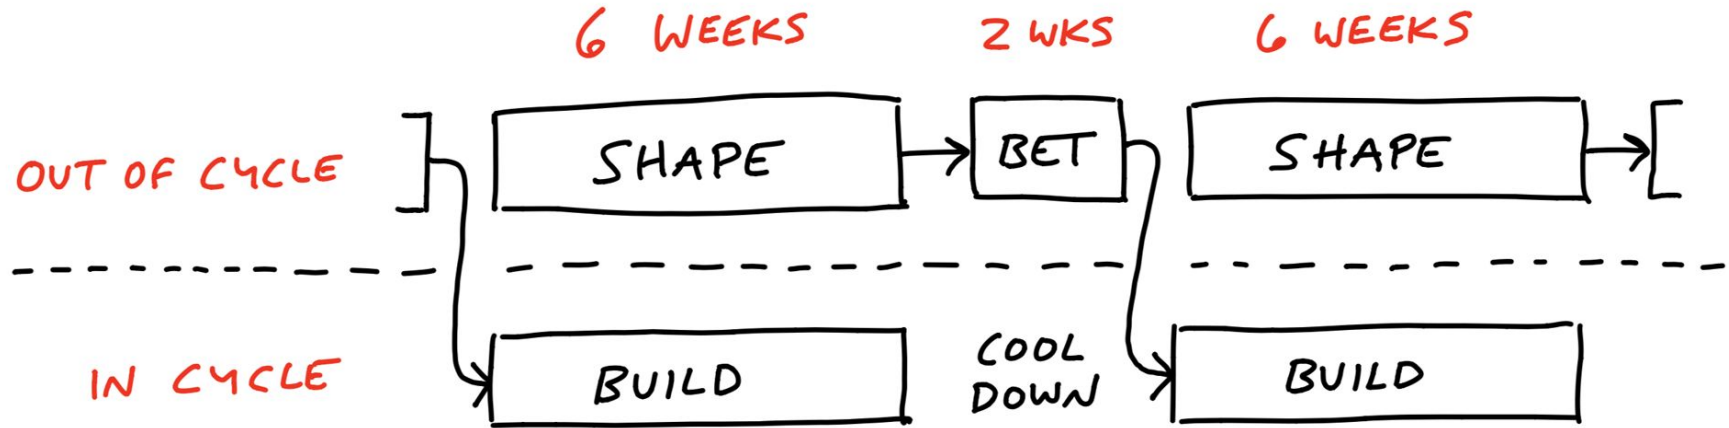 6 WEEKS 2 WKS 6 WEEKS
OUT OF CYCLE SHAPE BET SHAPE
IN CYCLE BUILD COOL DOWN BUILD